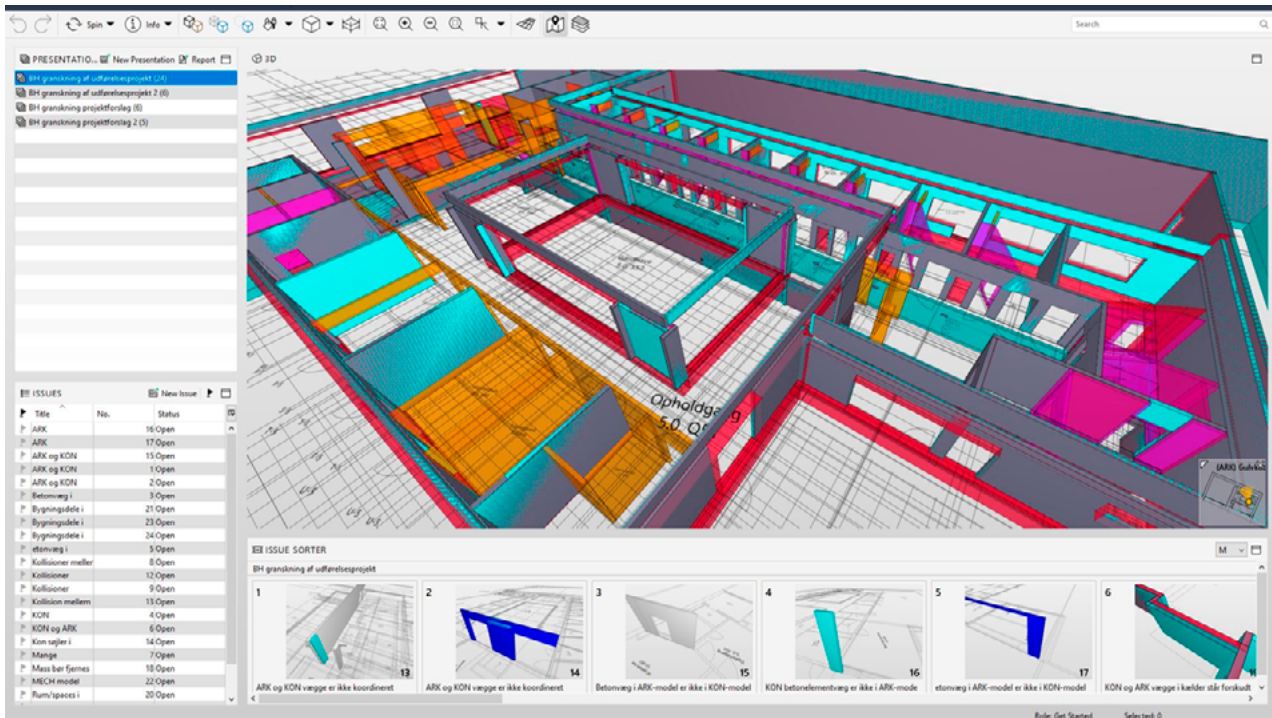 Spin
Info
Search
PRESENTATIO... New Presentation Report
3D
BH granskning af udførelsesprojekt (24)
BH granskning af udførelsesprojekt 2 (6)
BH granskning projektforslag (6)
BH granskning projektforslag 2 (5)
Opholdgang
5.0
(ARK) Gulvkote
ISSUES New Issue
Title No. Status
ARK 16 Open
ARK 17 Open
ARK og KON 15 Open
ARK og KON 1 Open
ARK og KON 2 Open
Betonvæg i 3 Open
Bygningsdele i 21 Open
Bygningsdele i 23 Open
Bygningsdele i 24 Open
etonvæg i 5 Open
Kollisioner meller 8 Open
Kollisioner 12 Open
Kollisioner 9 Open
Kollision mellem 13 Open
KON 4 Open
KON og ARK 6 Open
Kon søjler i 14 Open
Mange 7 Open
Mass bør fjernes 18 Open
MECH model 22 Open
Rum/spaces i 20 Open
ISSUE SORTER M
BH granskning af udførelsesprojekt
1 2 3 4 5 6
13 14 15 16 17
ARK og KON vægge er ikke koordineret
ARK og KON vægge er ikke koordineret
Betonvæg i ARK-model er ikke i KON-model
KON betonelementvæg er ikke i ARK-mode
etonvæg i ARK-model er ikke i KON-model
KON og ARK vægge i kælder står forskudt
Role: Get Started Selected: 0